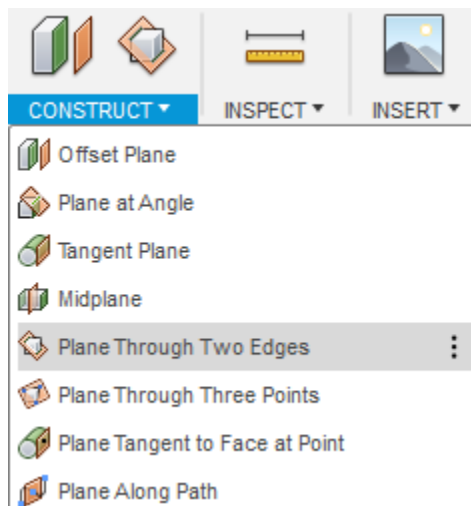 CONSTRUCT INSPECT INSERT
Offset Plane
Plane at Angle
Tangent Plane
Midplane
Plane Through Two Edges
Plane Through Three Points
Plane Tangent to Face at Point
Plane Along Path